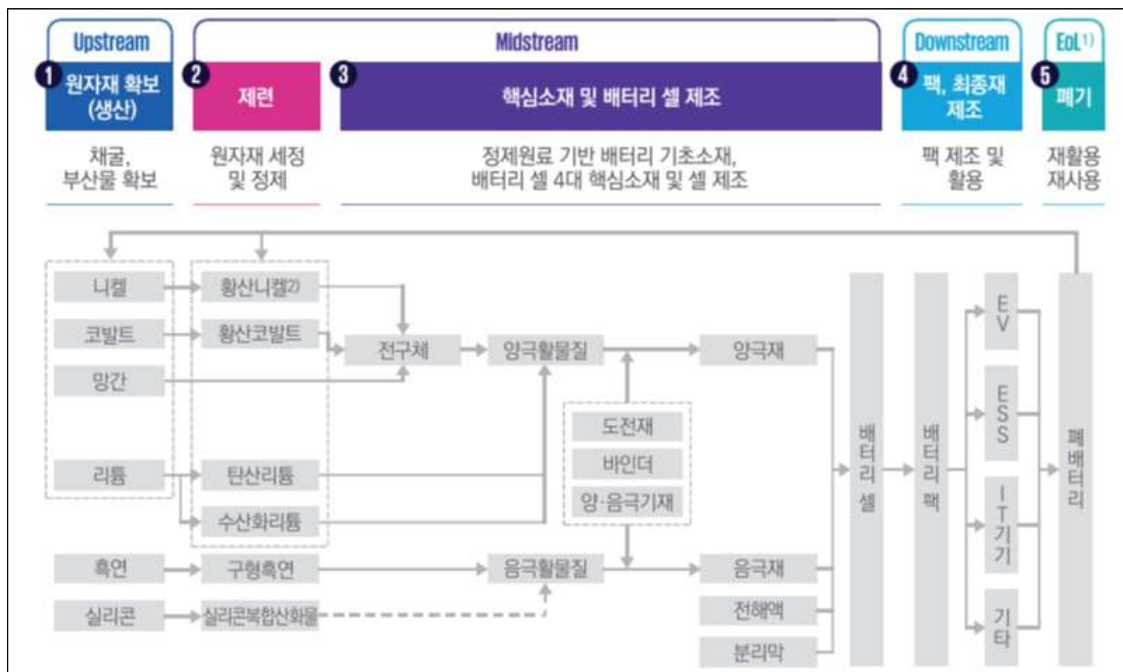 Upstream
Midstream
Downstream
EoL1)
1
원자재 확보
(생산)
2
제련
3
핵심소재 및 배터리 셀 제조
4
팩, 최종재
제조
5
폐기
채굴,
부산물 확보
원자재 세정
및 정제
정제원료 기반 배터리 기초소재,
배터리 셀 4대 핵심소재 및 셀 제조
팩 제조 및
활용
재활용
재사용
니켈
황산니켈2)
코발트
황산코발트
전구체
양극활물질
양극재
망간
도전재
바인더
양·음극기재
리튬
탄산리튬
수산화리튬
흑연
구형흑연
음극활물질
음극재
실리콘
실리콘복합산화물
전해액
분리막
배터리 셀
배터리 팩
EV
ESS
IT기기
기타
폐배터리